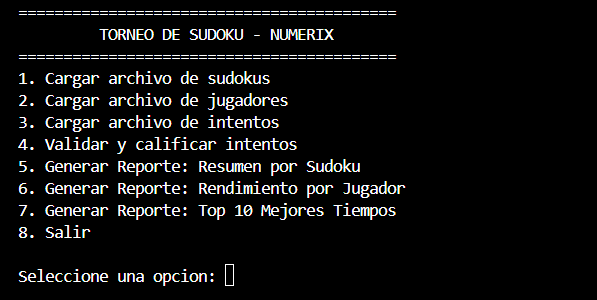 ==========================================
TORNEO DE SUDOKU - NUMERIX
==========================================
1. Cargar archivo de sudokus
2. Cargar archivo de jugadores
3. Cargar archivo de intentos
4. Validar y calificar intentos
5. Generar Reporte: Resumen por Sudoku
6. Generar Reporte: Rendimiento por Jugador
7. Generar Reporte: Top 10 Mejores Tiempos
8. Salir
Seleccione una opcion: